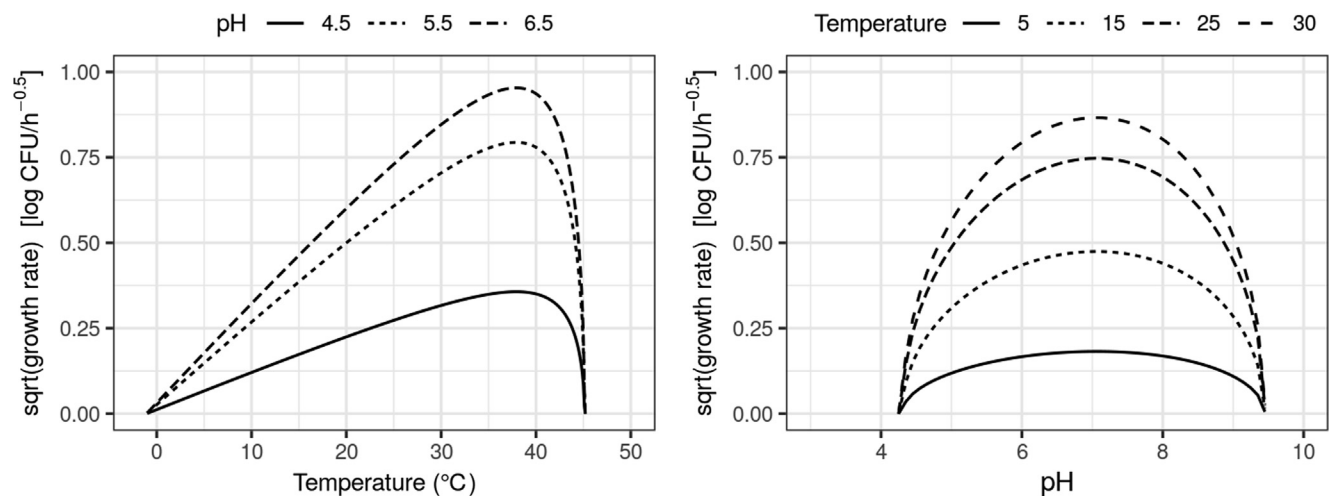 pH 4.5 5.5 6.5
sqrt(growth rate) [log CFU/h⁻⁰·⁵]
1.00
0.75
0.50
0.25
0.00
0 10 20 30 40 50
Temperature (°C)
Temperature 5 15 25 30
sqrt(growth rate) [log CFU/h⁻⁰·⁵]
1.00
0.75
0.50
0.25
0.00
4 6 8 10
pH